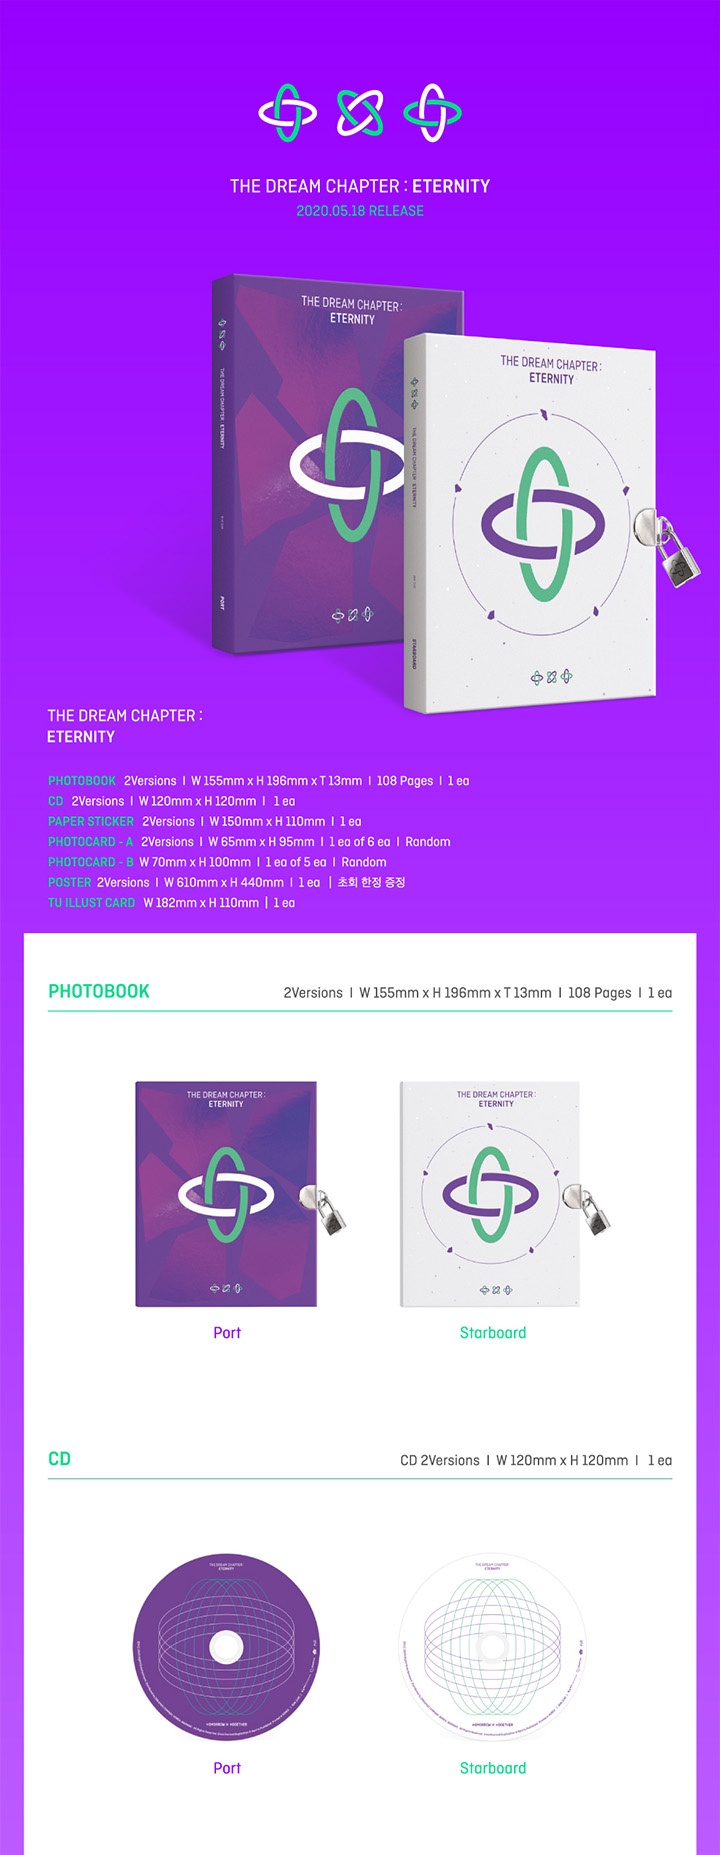 THE DREAM CHAPTER : ETERNITY
2020.05.18 RELEASE
THE DREAM CHAPTER :
ETERNITY
THE DREAM CHAPTER : ETERNITY
PORT
THE DREAM CHAPTER :
ETERNITY
THE DREAM CHAPTER : ETERNITY
STARBOARD
THE DREAM CHAPTER :
ETERNITY
PHOTOBOOK 2Versions I W 155mm x H 196mm x T 13mm I 108 Pages I 1 ea
CD 2Versions I W 120mm x H 120mm I 1 ea
PAPER STICKER 2Versions I W 150mm x H 110mm I 1 ea
PHOTOCARD - A 2Versions I W 65mm x H 95mm I 1 ea of 6 ea I Random
PHOTOCARD - B W 70mm x H 100mm I 1 ea of 5 ea I Random
POSTER 2Versions I W 610mm x H 440mm I 1 ea | 초회 한정 증정
TU ILLUST CARD W 182mm x H 110mm | 1 ea
PHOTOBOOK 2Versions I W 155mm x H 196mm x T 13mm I 108 Pages I 1 ea
THE DREAM CHAPTER :
ETERNITY
THE DREAM CHAPTER :
ETERNITY
Port Starboard
CD CD 2Versions I W 120mm x H 120mm I 1 ea
THE DREAM CHAPTER :
ETERNITY
THE DREAM CHAPTER :
ETERNITY
TOMORROW X TOGETHER
TOMORROW X TOGETHER
Port Starboard